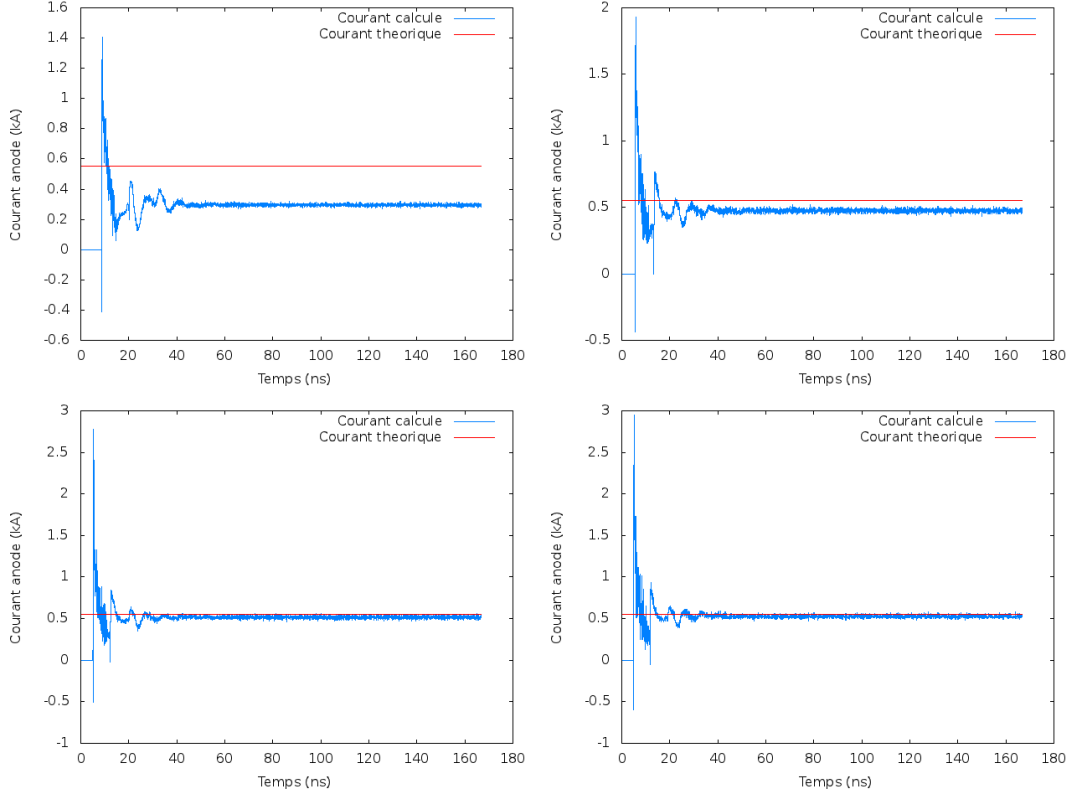 1.6
1.4
1.2
1
0.8
0.6
0.4
0.2
0
-0.2
-0.4
-0.6
0 20 40 60 80 100 120 140 160 180
Courant anode (kA)
Temps (ns)
Courant calcule
Courant theorique
2
1.5
1
0.5
0
-0.5
0 20 40 60 80 100 120 140 160 180
Courant anode (kA)
Temps (ns)
Courant calcule
Courant theorique
3
2.5
2
1.5
1
0.5
0
-0.5
-1
0 20 40 60 80 100 120 140 160 180
Courant anode (kA)
Temps (ns)
Courant calcule
Courant theorique
3
2.5
2
1.5
1
0.5
0
-0.5
-1
0 20 40 60 80 100 120 140 160 180
Courant anode (kA)
Temps (ns)
Courant calcule
Courant theorique